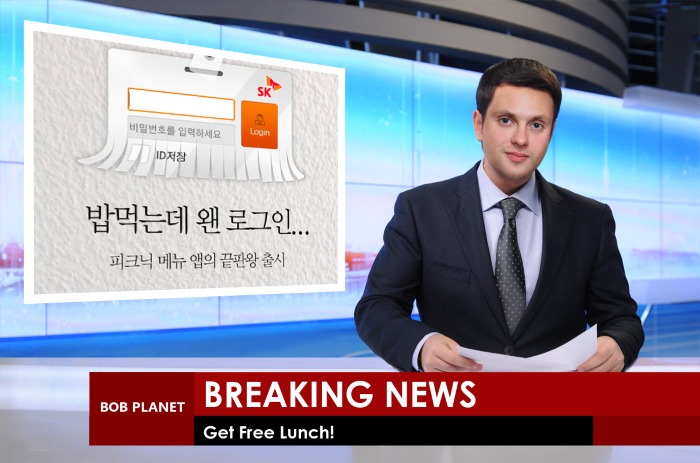 SK
비밀번호를 입력하세요
Login
ID저장
밥먹는데 왠 로그인...
피크닉 메뉴 앱의 끝판왕 출시
BOB PLANET
BREAKING NEWS
Get Free Lunch!